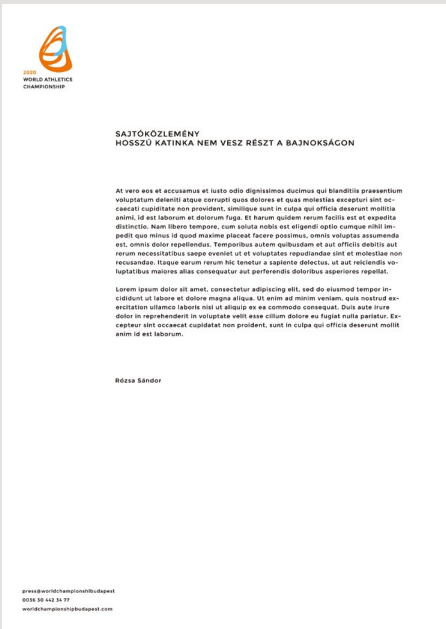 2020
WORLD ATHLETICS
CHAMPIONSHIP
SAJTÓKÖZLEMÉNY
HOSSZÚ KATINKA NEM VESZ RÉSZT A BAJNOKSÁGON
At vero eos et accusamus et iusto odio dignissimos ducimus qui blanditiis praesentium
voluptatum deleniti atque corrupti quos dolores et quas molestias excepturi sint oc-
caecati cupiditate non provident, similique sunt in culpa qui officia deserunt mollitia
animi, id est laborum et dolorum fuga. Et harum quidem rerum facilis est et expedita
distinctio. Nam libero tempore, cum soluta nobis est eligendi optio cumque nihil im-
pedit quo minus id quod maxime placeat facere possimus, omnis voluptas assumenda
est, omnis dolor repellendus. Temporibus autem quibusdam et aut officiis debitis aut
rerum necessitatibus saepe eveniet ut et voluptates repudiandae sint et molestiae non
recusandae. Itaque earum rerum hic tenetur a sapiente delectus, ut aut reiciendis vo-
luptatibus maiores alias consequatur aut perferendis doloribus asperiores repellat.
Lorem ipsum dolor sit amet, consectetur adipiscing elit, sed do eiusmod tempor in-
cididunt ut labore et dolore magna aliqua. Ut enim ad minim veniam, quis nostrud ex-
ercitation ullamco laboris nisi ut aliquip ex ea commodo consequat. Duis aute irure
dolor in reprehenderit in voluptate velit esse cillum dolore eu fugiat nulla pariatur. Ex-
cepteur sint occaecat cupidatat non proident, sunt in culpa qui officia deserunt mollit
anim id est laborum.
Rózsa Sándor
press@worldchampionshibudapest
0036 30 442 34 77
worldchampionshipbudapest.com